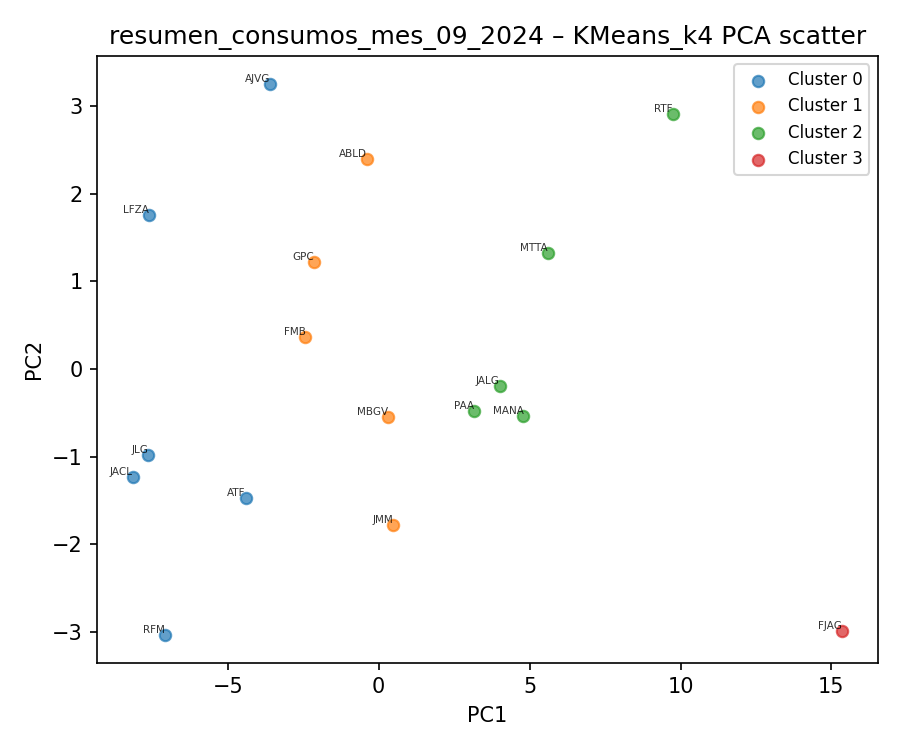 resumen_consumos_mes_09_2024 – KMeans_k4 PCA scatter
Cluster 0
Cluster 1
Cluster 2
Cluster 3
AJVG
RTF
ABLD
LFZA
MTTA
GPC
FMB
JALG
PAA
MANA
MBGV
JLG
JACL
ATF
JMM
RFM
FJAG
3
2
1
0
−1
−2
−3
PC2
−5
0
5
10
15
PC1